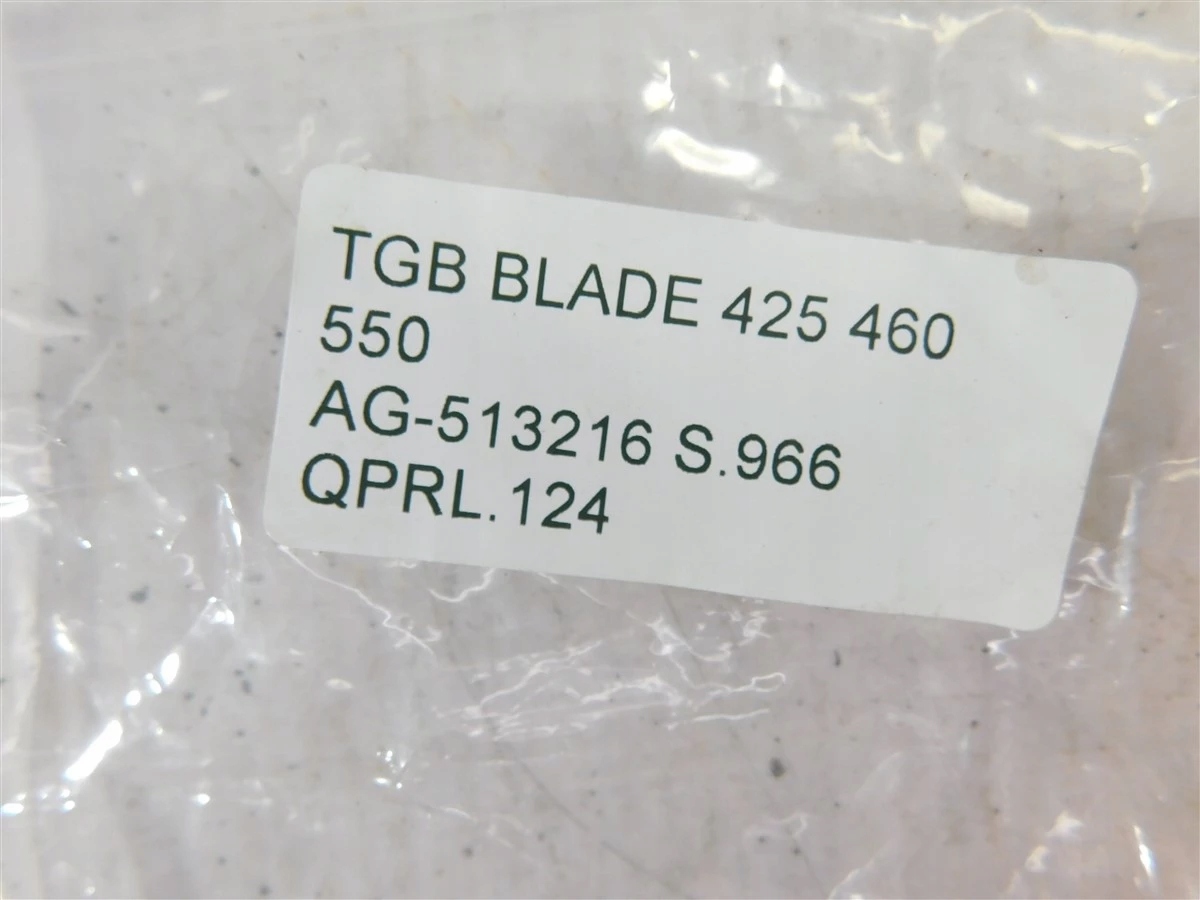 TGB BLADE 425 460
550
AG-513216 S.966
QPRL.124